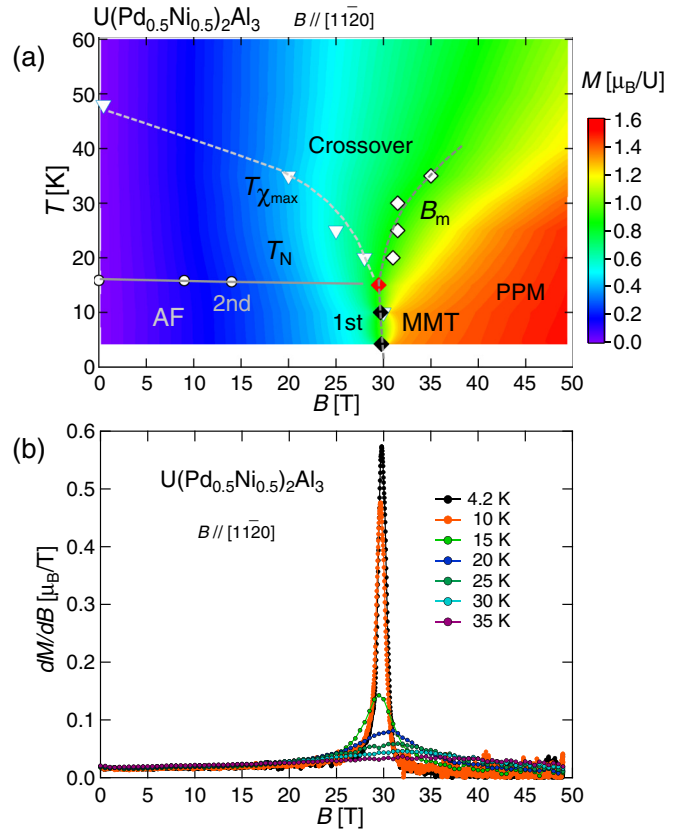 U(Pd0.5Ni0.5)2Al3 B // [112̅0]
(a)
M [μB/U]
60
50
40
30
20
10
0
T [K]
Crossover
Tχmax
Bm
TN
2nd
AF
1st
MMT
PPM
0 5 10 15 20 25 30 35 40 45 50
B [T]
1.6
1.4
1.2
1.0
0.8
0.6
0.4
0.2
0.0
(b)
0.6
0.5
0.4
0.3
0.2
0.1
0.0
dM/dB [μB/T]
U(Pd0.5Ni0.5)2Al3
B // [112̅0]
4.2 K
10 K
15 K
20 K
25 K
30 K
35 K
0 5 10 15 20 25 30 35 40 45 50
B [T]